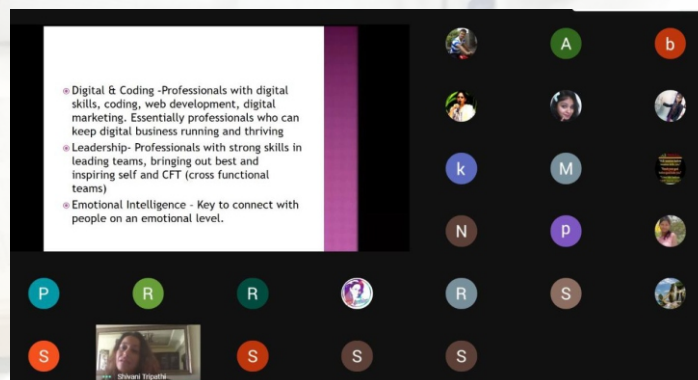 Digital & Coding -Professionals with digital
skills, coding, web development, digital
marketing. Essentially professionals who can
keep digital business running and thriving
Leadership- Professionals with strong skills in
leading teams, bringing out best and
inspiring self and CFT (cross functional
teams)
Emotional Intelligence - Key to connect with
people on an emotional level.
A
b
k
M
N
p
P
R
R
R
S
S
Shivani Tripathi
S
S
S